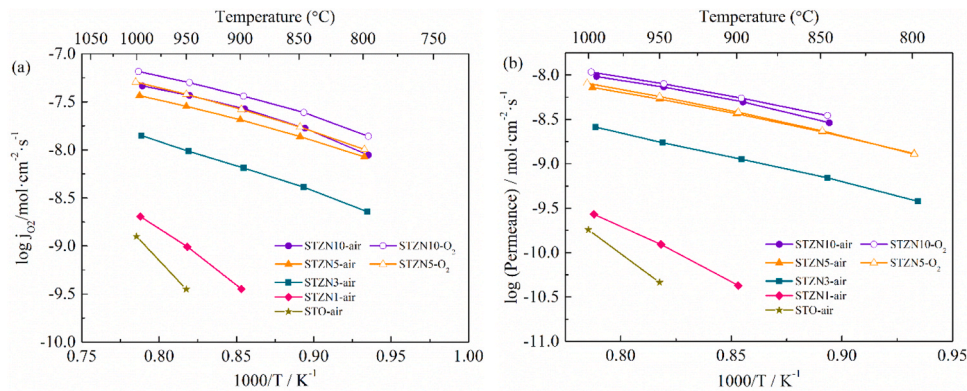 Temperature (°C)
1050 1000 950 900 850 800 750
(a)
-7.0
-7.5
-8.0
-8.5
-9.0
-9.5
-10.0
log j_O2/mol·cm⁻²·s⁻¹
STZN10-air STZN10-O₂
STZN5-air STZN5-O₂
STZN3-air
STZN1-air
STO-air
0.75 0.80 0.85 0.90 0.95 1.00
1000/T / K⁻¹
Temperature (°C)
1000 950 900 850 800
(b)
-8.0
-8.5
-9.0
-9.5
-10.0
-10.5
-11.0
log (Permeance) / mol·cm⁻²·s⁻¹
STZN10-air STZN10-O₂
STZN5-air STZN5-O₂
STZN3-air
STZN1-air
STO-air
0.80 0.85 0.90 0.95
1000/T / K⁻¹